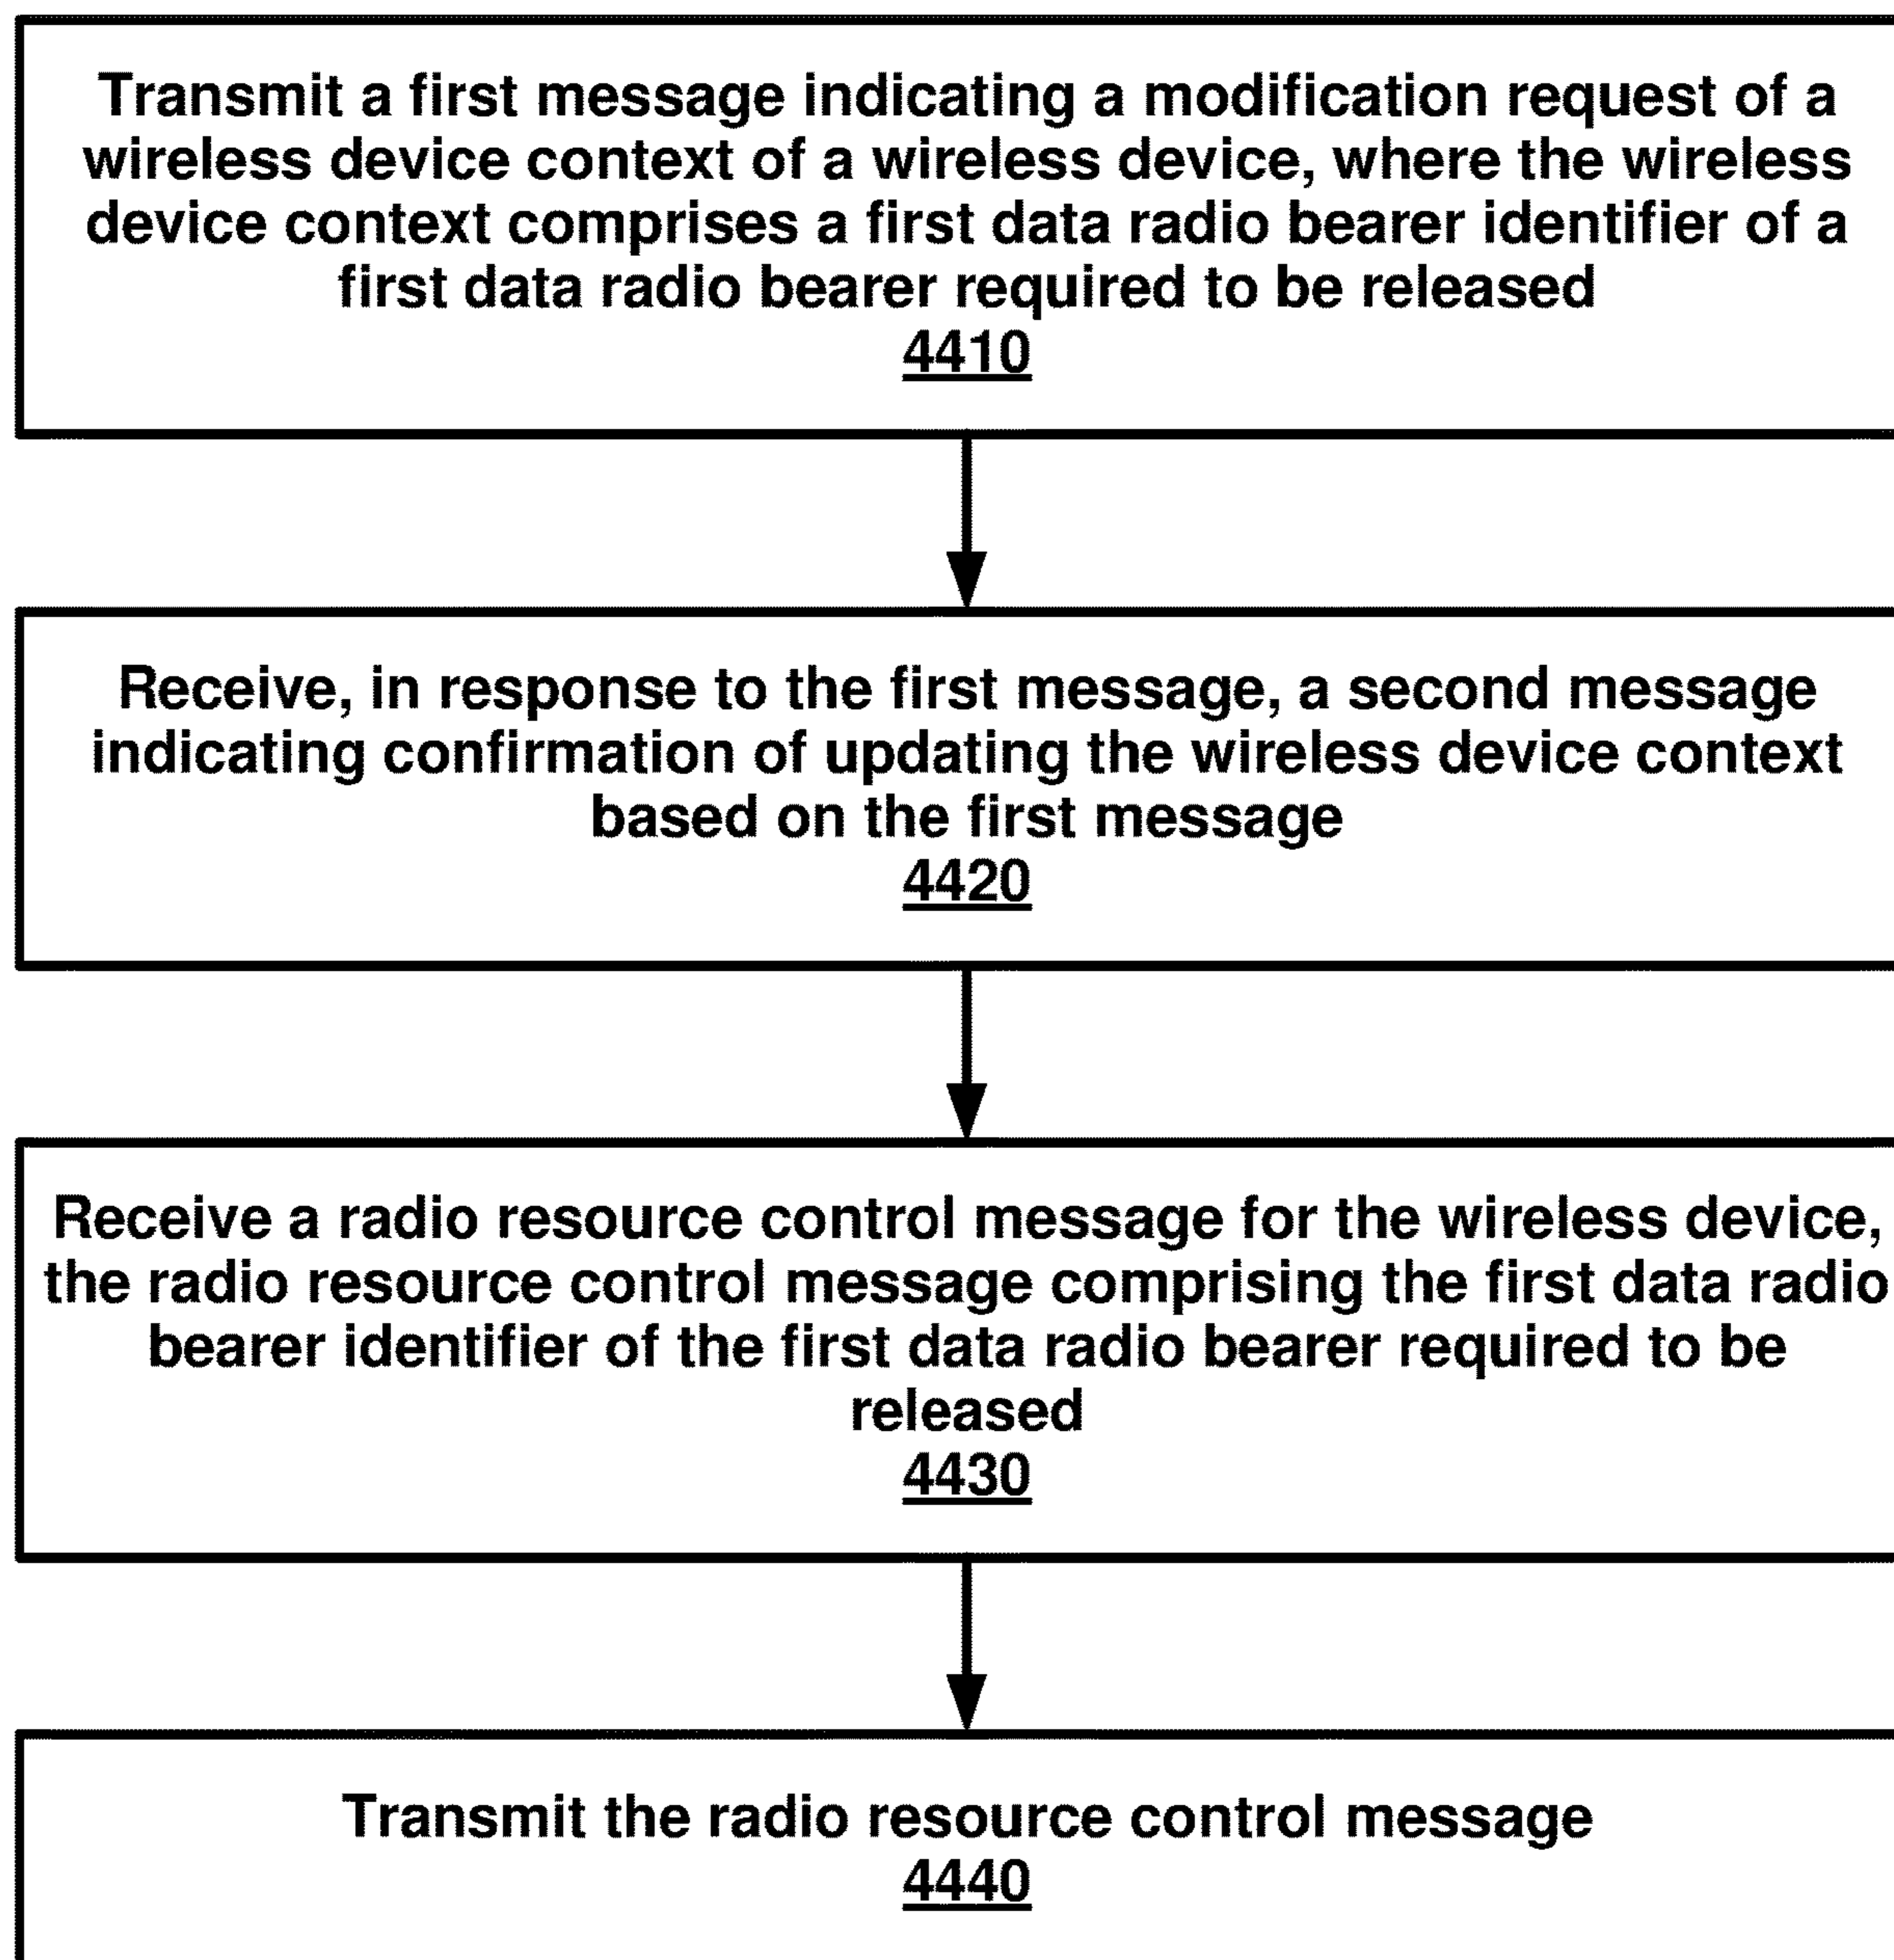 Transmit a first message indicating a modification request of a
wireless device context of a wireless device, where the wireless
device context comprises a first data radio bearer identifier of a
first data radio bearer required to be released
4410
Receive, in response to the first message, a second message
indicating confirmation of updating the wireless device context
based on the first message
4420
Receive a radio resource control message for the wireless device,
the radio resource control message comprising the first data radio
bearer identifier of the first data radio bearer required to be
released
4430
Transmit the radio resource control message
4440